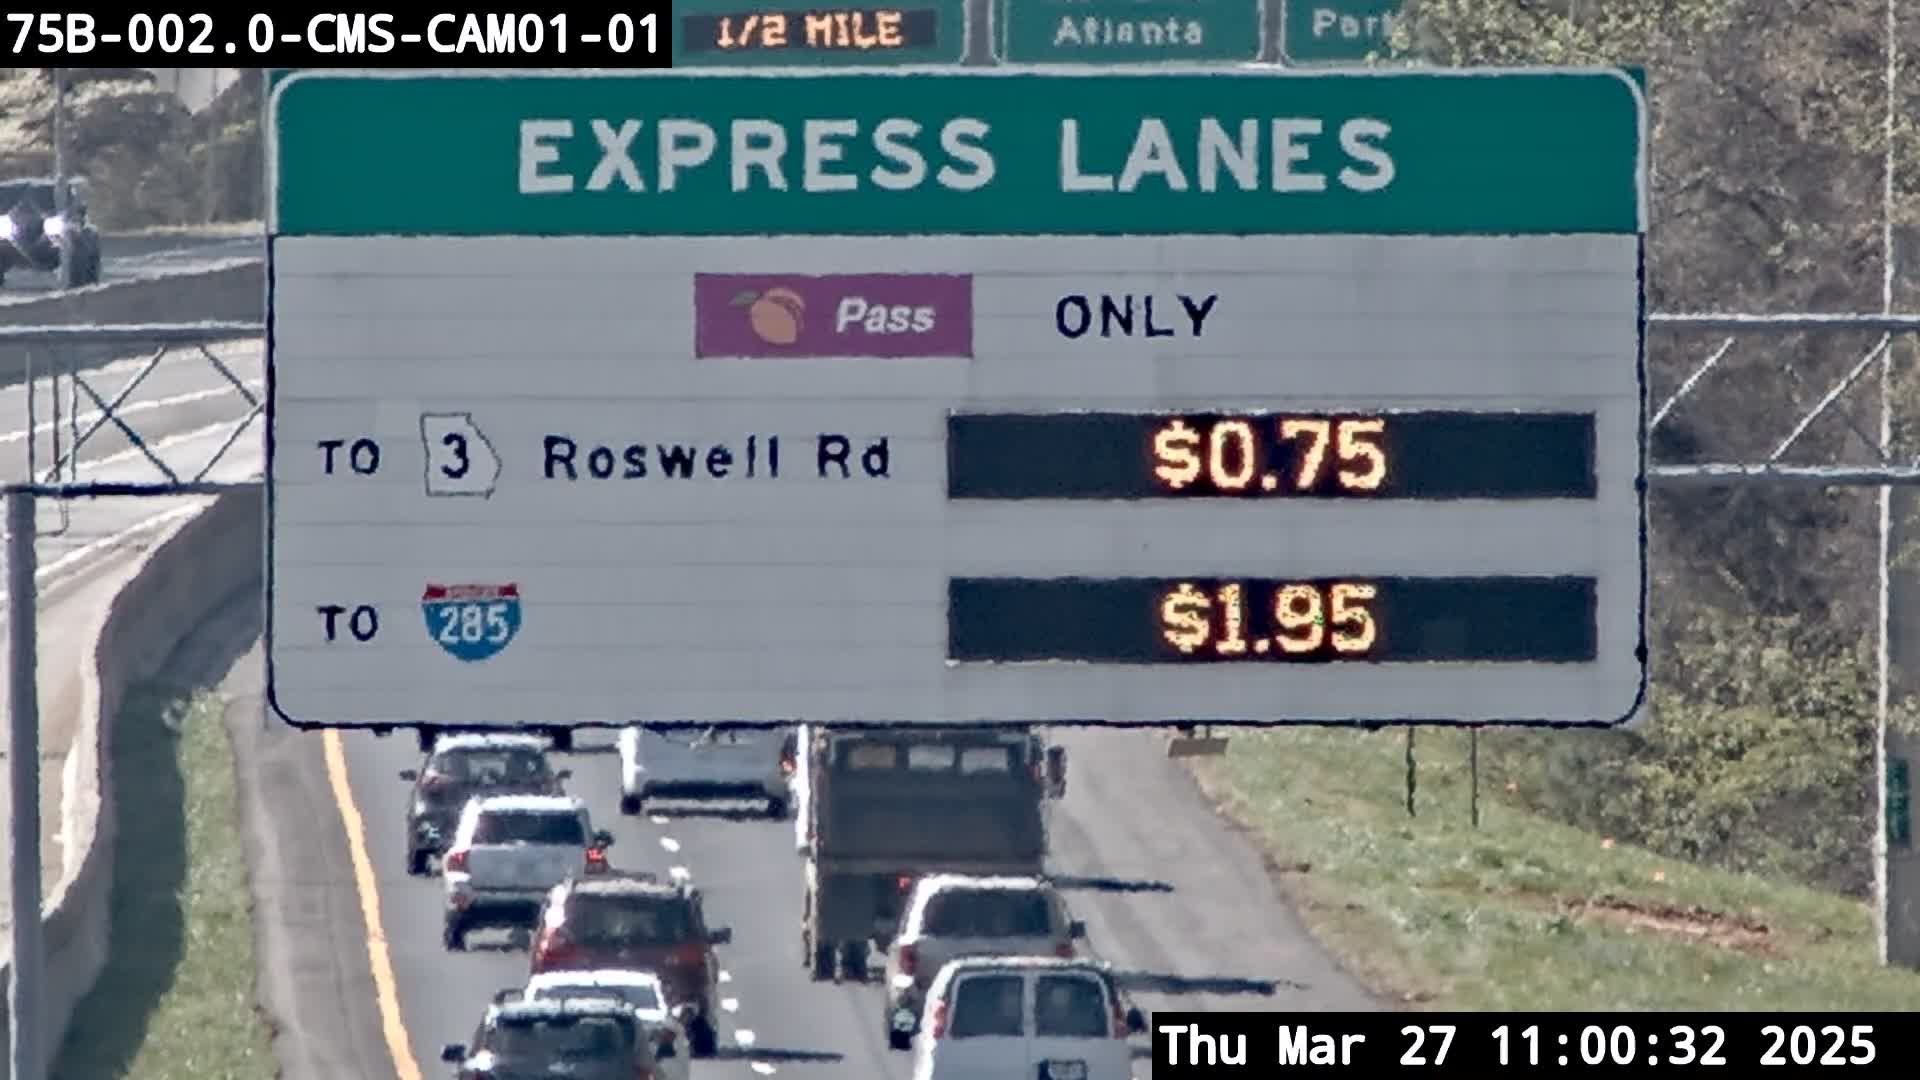 75B-002.0-CMS-CAM01-01
1/2 MILE
Atlanta
EXPRESS LANES
Pass ONLY
TO 3 Roswell Rd $0.75
TO 285 $1.95
Thu Mar 27 11:00:32 2025